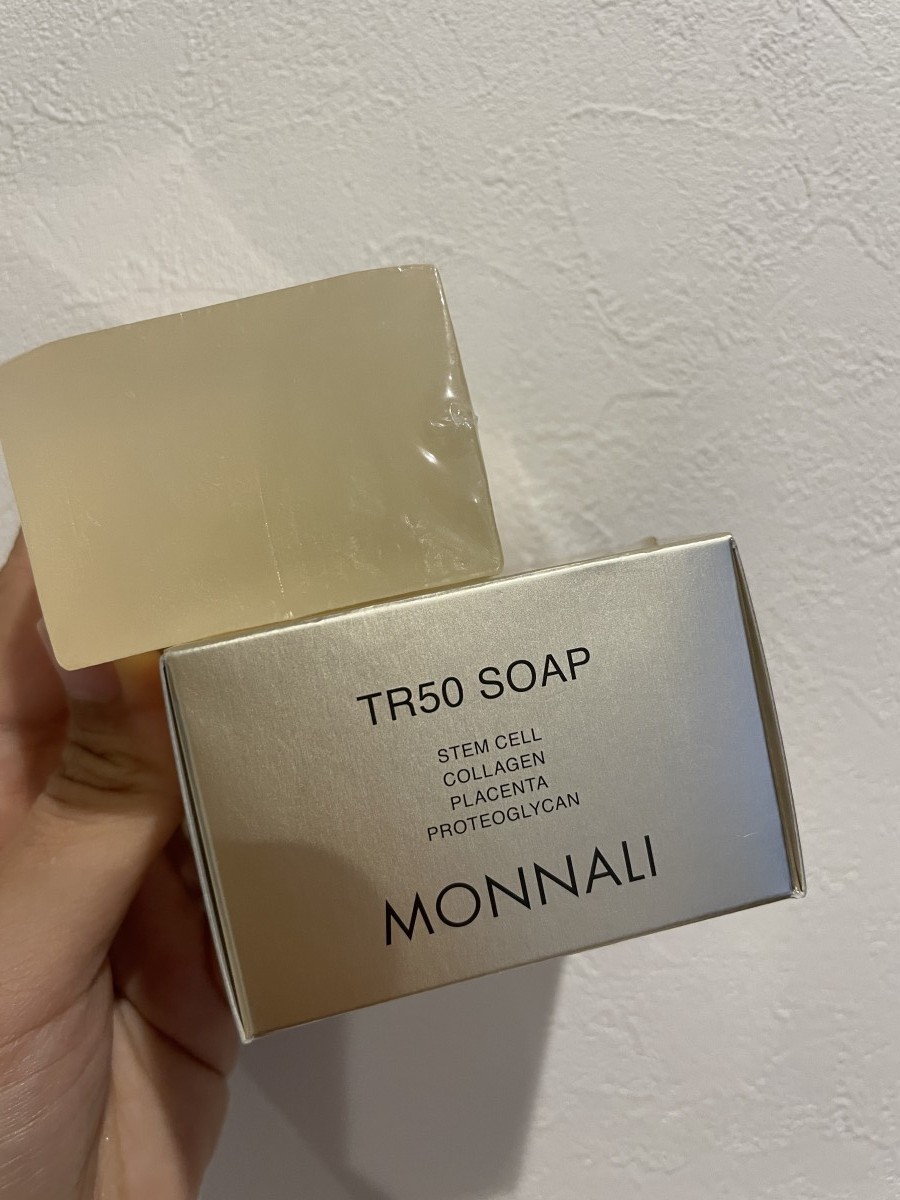 TR50 SOAP
STEM CELL
COLLAGEN
PLACENTA
PROTEOGLYCAN
MONNALI